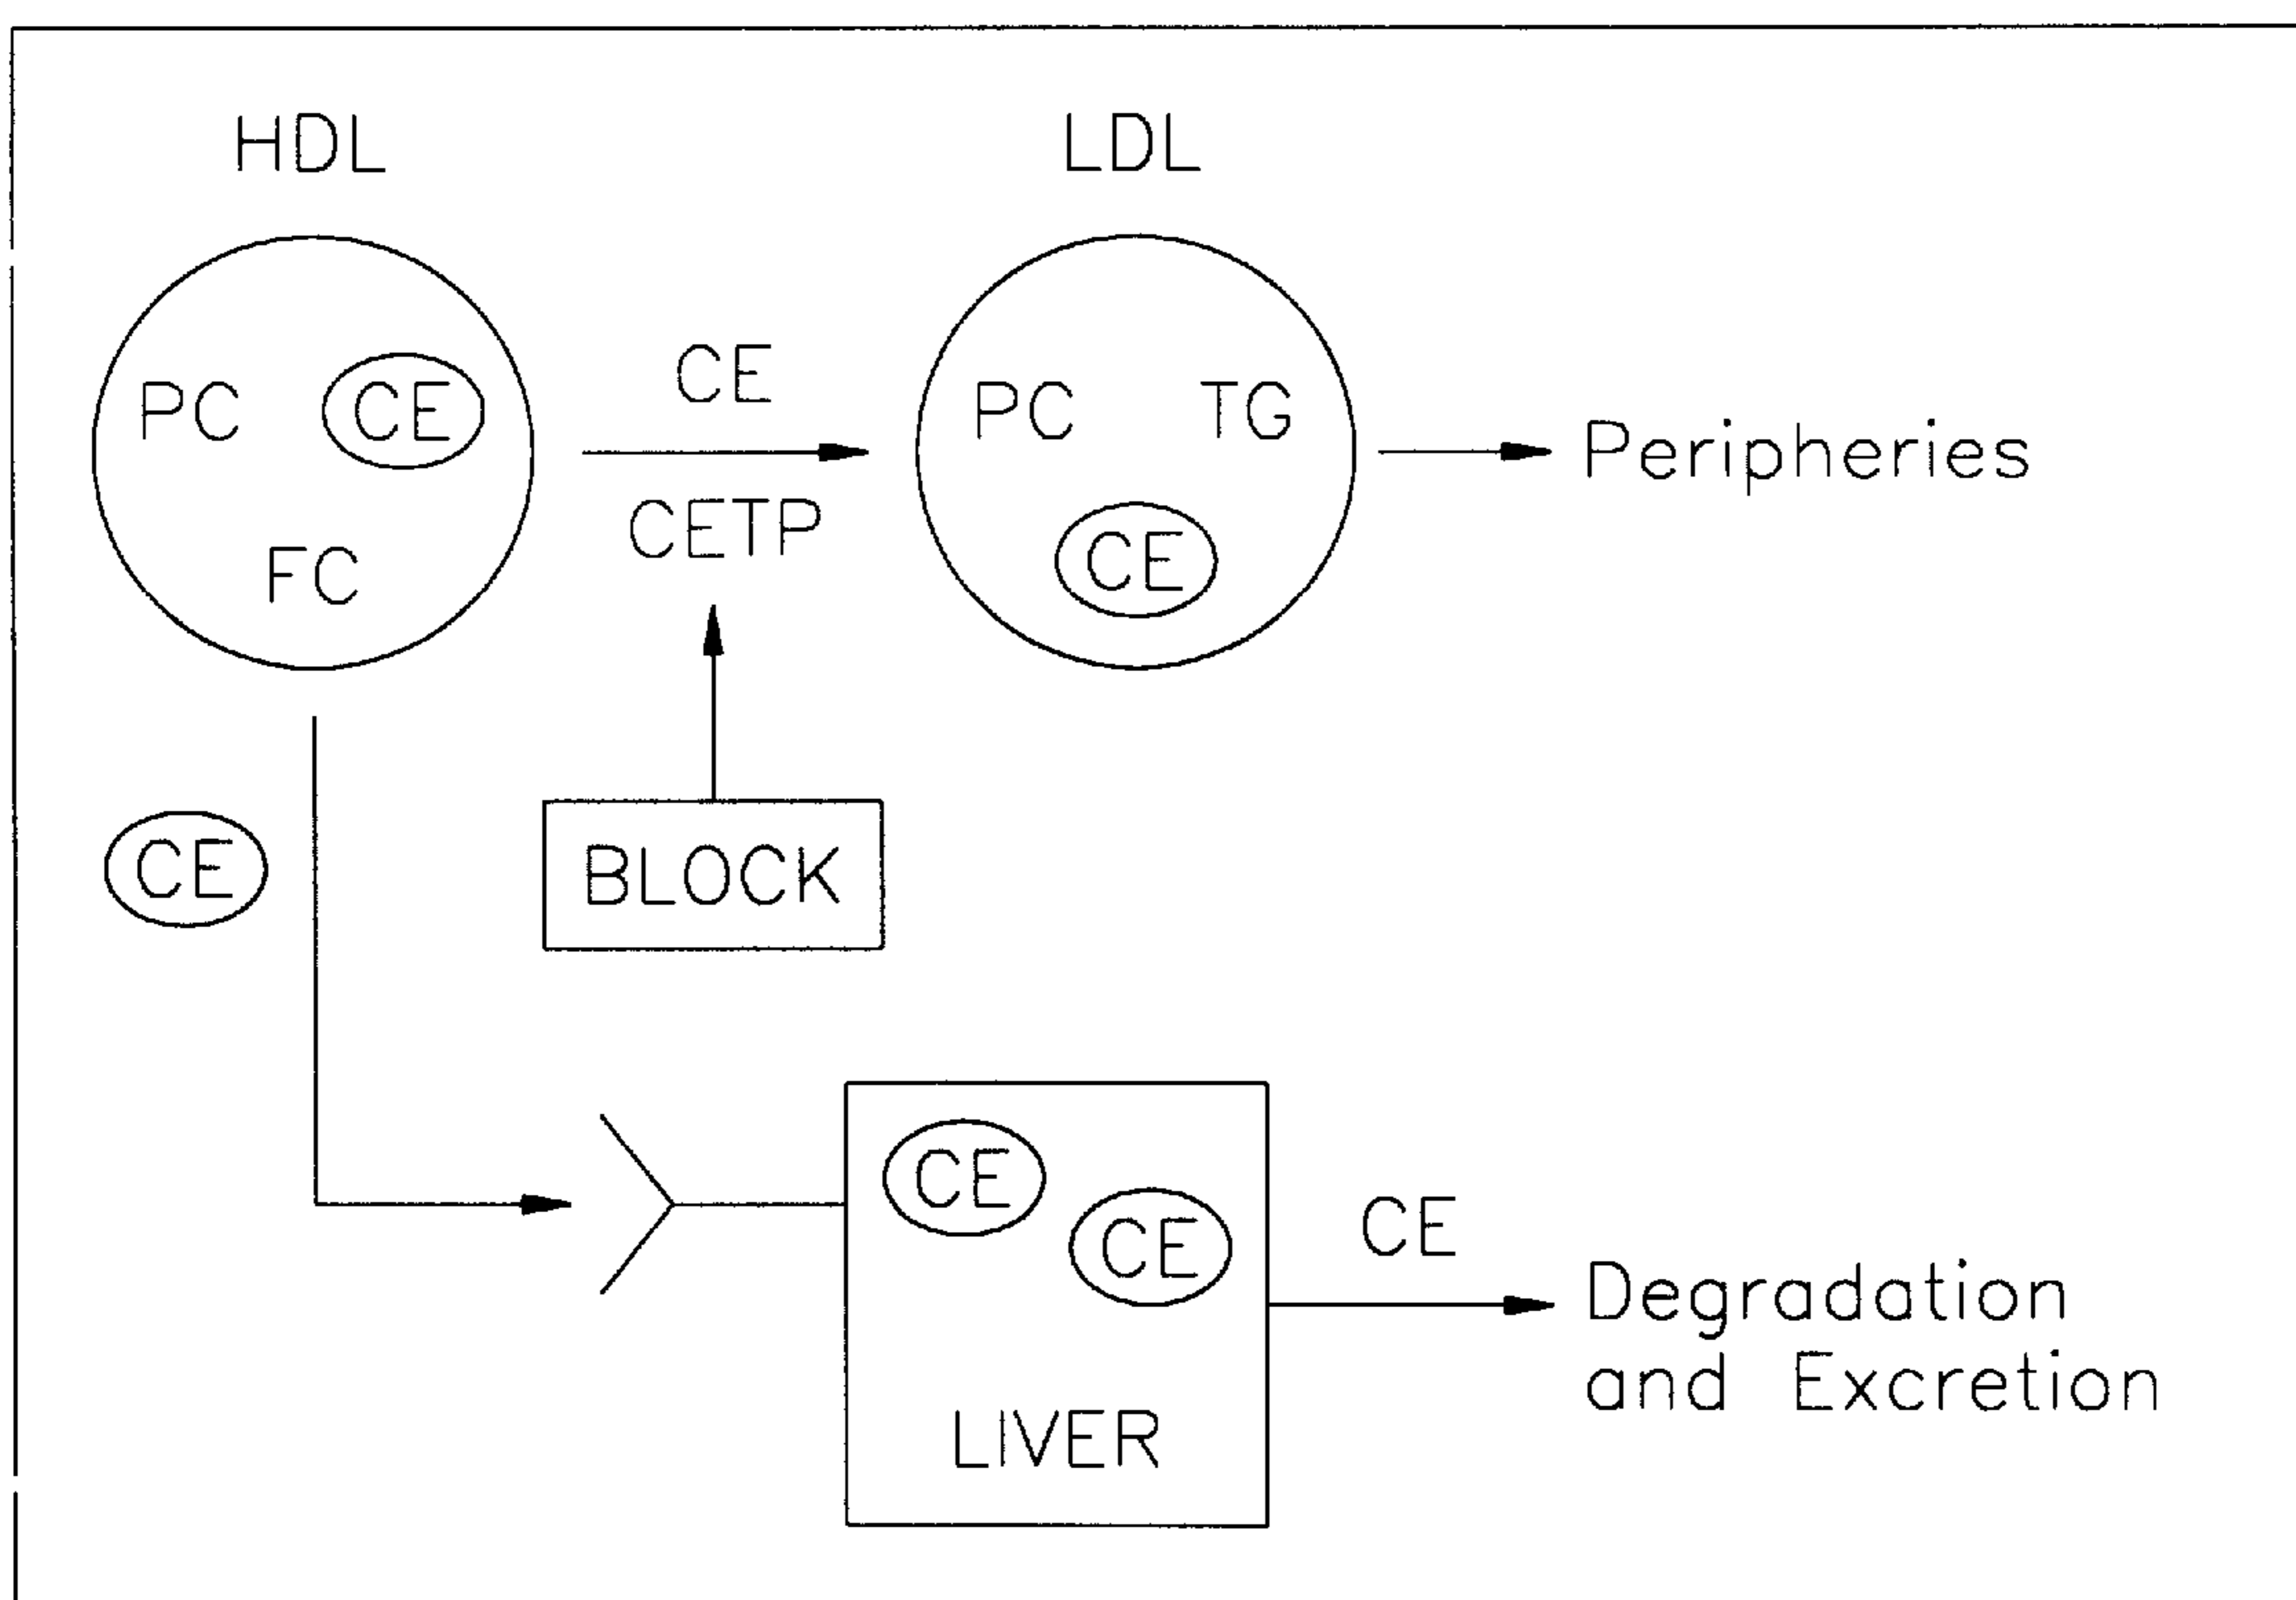 HDL
LDL
PC
CE
FC
CE
CETP
PC
TG
CE
Peripheries
CE
BLOCK
CE
CE
LIVER
CE
Degradation
and Excretion